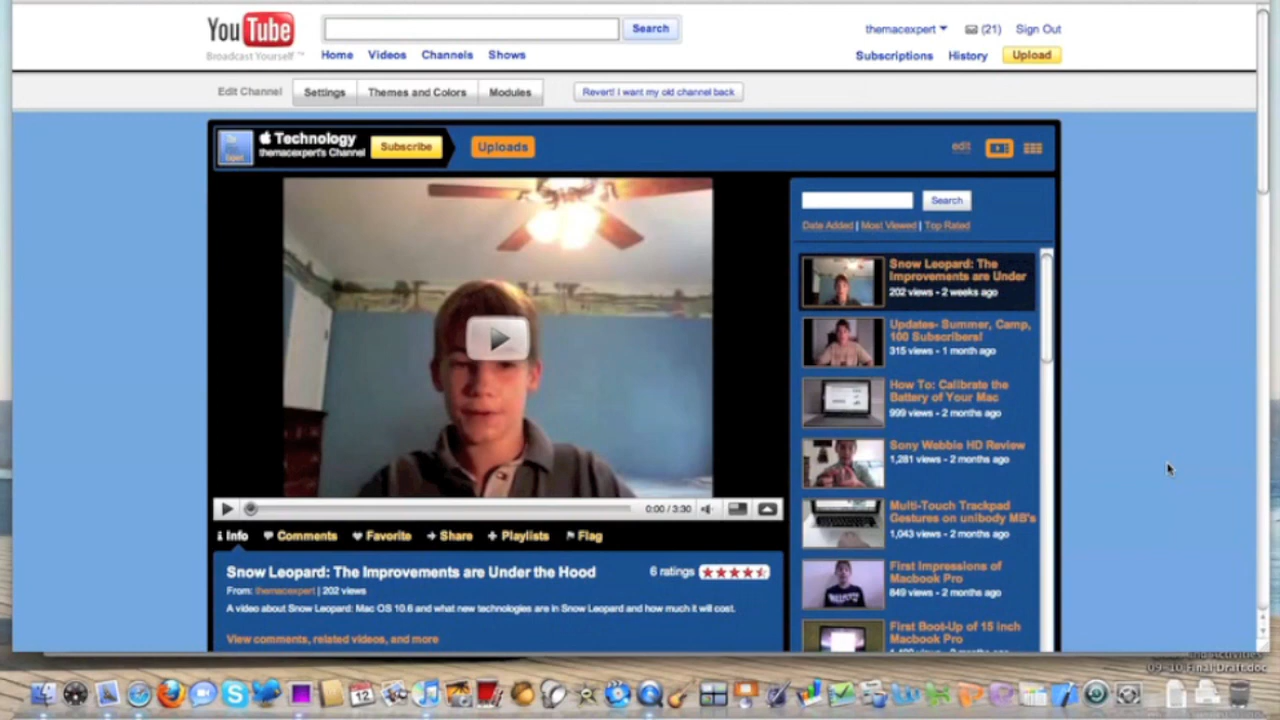 YouTube
Search
themacexpert
(21)
Sign Out
Broadcast Yourself™
Home
Videos
Channels
Shows
Subscriptions
History
Upload
Edit Channel
Settings
Themes and Colors
Modules
Revert! I want my old channel back
Technology
themacexpert's Channel
Subscribe
Uploads
edit
Search
Date Added | Most Viewed | Top Rated
Snow Leopard: The
Improvements are Under
202 views - 2 weeks ago
Updates- Summer, Camp,
100 Subscribers!
315 views - 1 month ago
How To: Calibrate the
Battery of Your Mac
999 views - 2 months ago
Sony Webbie HD Review
1,281 views - 2 months ago
Multi-Touch Trackpad
Gestures on unibody MB's
1,043 views - 2 months ago
First Impressions of
Macbook Pro
849 views - 2 months ago
First Boot-Up of 15 inch
Macbook Pro
0:00 / 3:30
Info
Comments
Favorite
Share
Playlists
Flag
Snow Leopard: The Improvements are Under the Hood
6 ratings
From: themacexpert | 202 views
A video about Snow Leopard: Mac OS 10.6 and what new technologies are in Snow Leopard and how much it will cost.
View comments, related videos, and more
09-10 Final Draft.doc
12